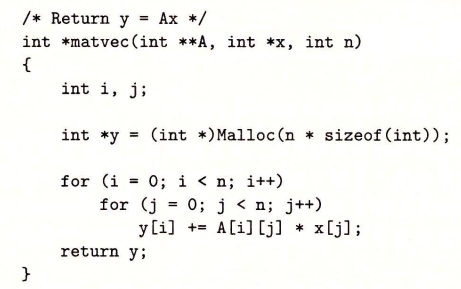 /* Return y = Ax */
int *matvec(int **A, int *x, int n)
{
    int i, j;

    int *y = (int *)Malloc(n * sizeof(int));

    for (i = 0; i < n; i++)
        for (j = 0; j < n; j++)
            y[i] += A[i][j] * x[j];
    return y;
}